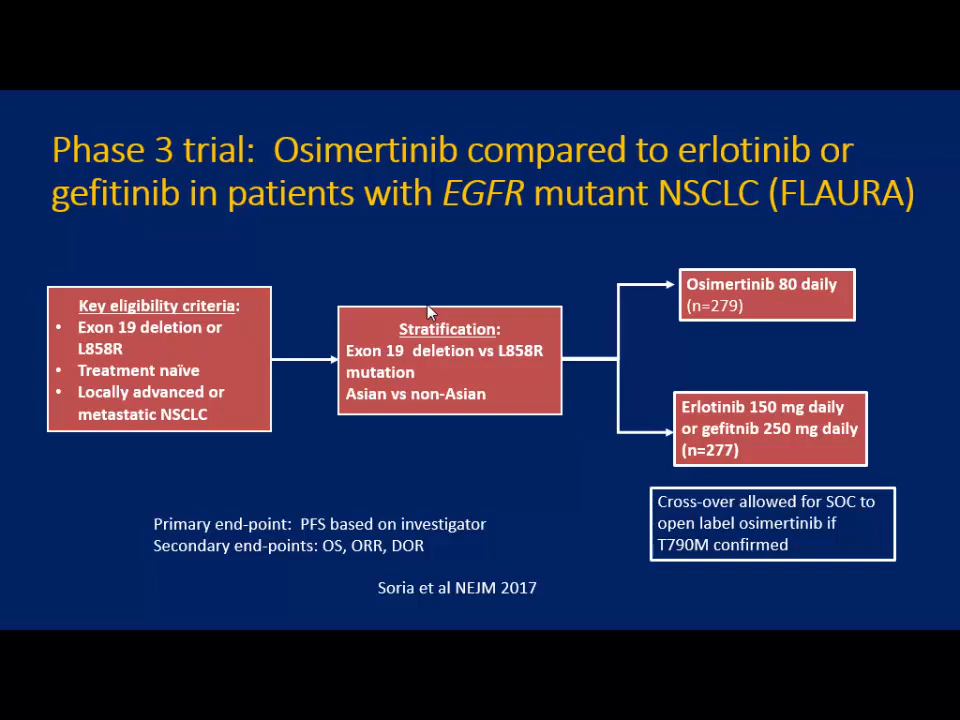 Phase 3 trial:  Osimertinib compared to erlotinib or
gefitinib in patients with EGFR mutant NSCLC (FLAURA)
Key eligibility criteria:
• Exon 19 deletion or
L858R
• Treatment naïve
• Locally advanced or
metastatic NSCLC
Stratification:
Exon 19  deletion vs L858R
mutation
Asian vs non-Asian
Osimertinib 80 daily
(n=279)
Erlotinib 150 mg daily
or gefitnib 250 mg daily
(n=277)
Cross-over allowed for SOC to
open label osimertinib if
T790M confirmed
Primary end-point:  PFS based on investigator
Secondary end-points: OS, ORR, DOR
Soria et al NEJM 2017